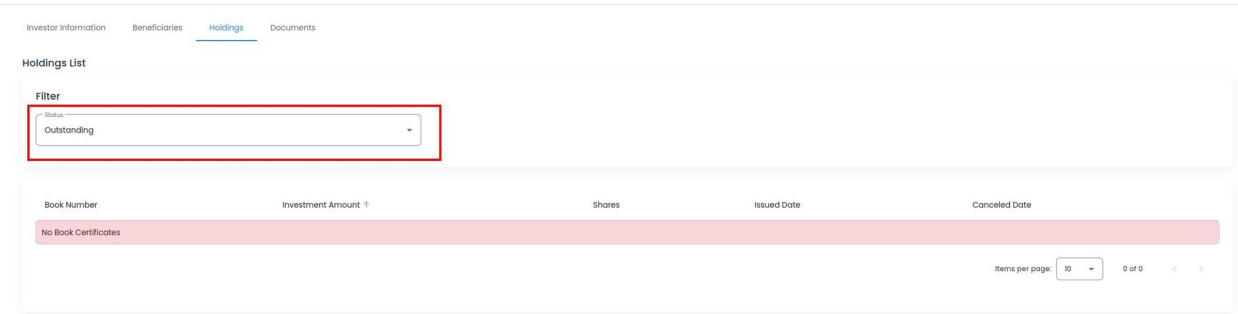 Investor Information Beneficiaries Holdings Documents
Holdings List
Filter
Status
Outstanding
Book Number Investment Amount ↑ Shares Issued Date Canceled Date
No Book Certificates
Items per page: 10 0 of 0